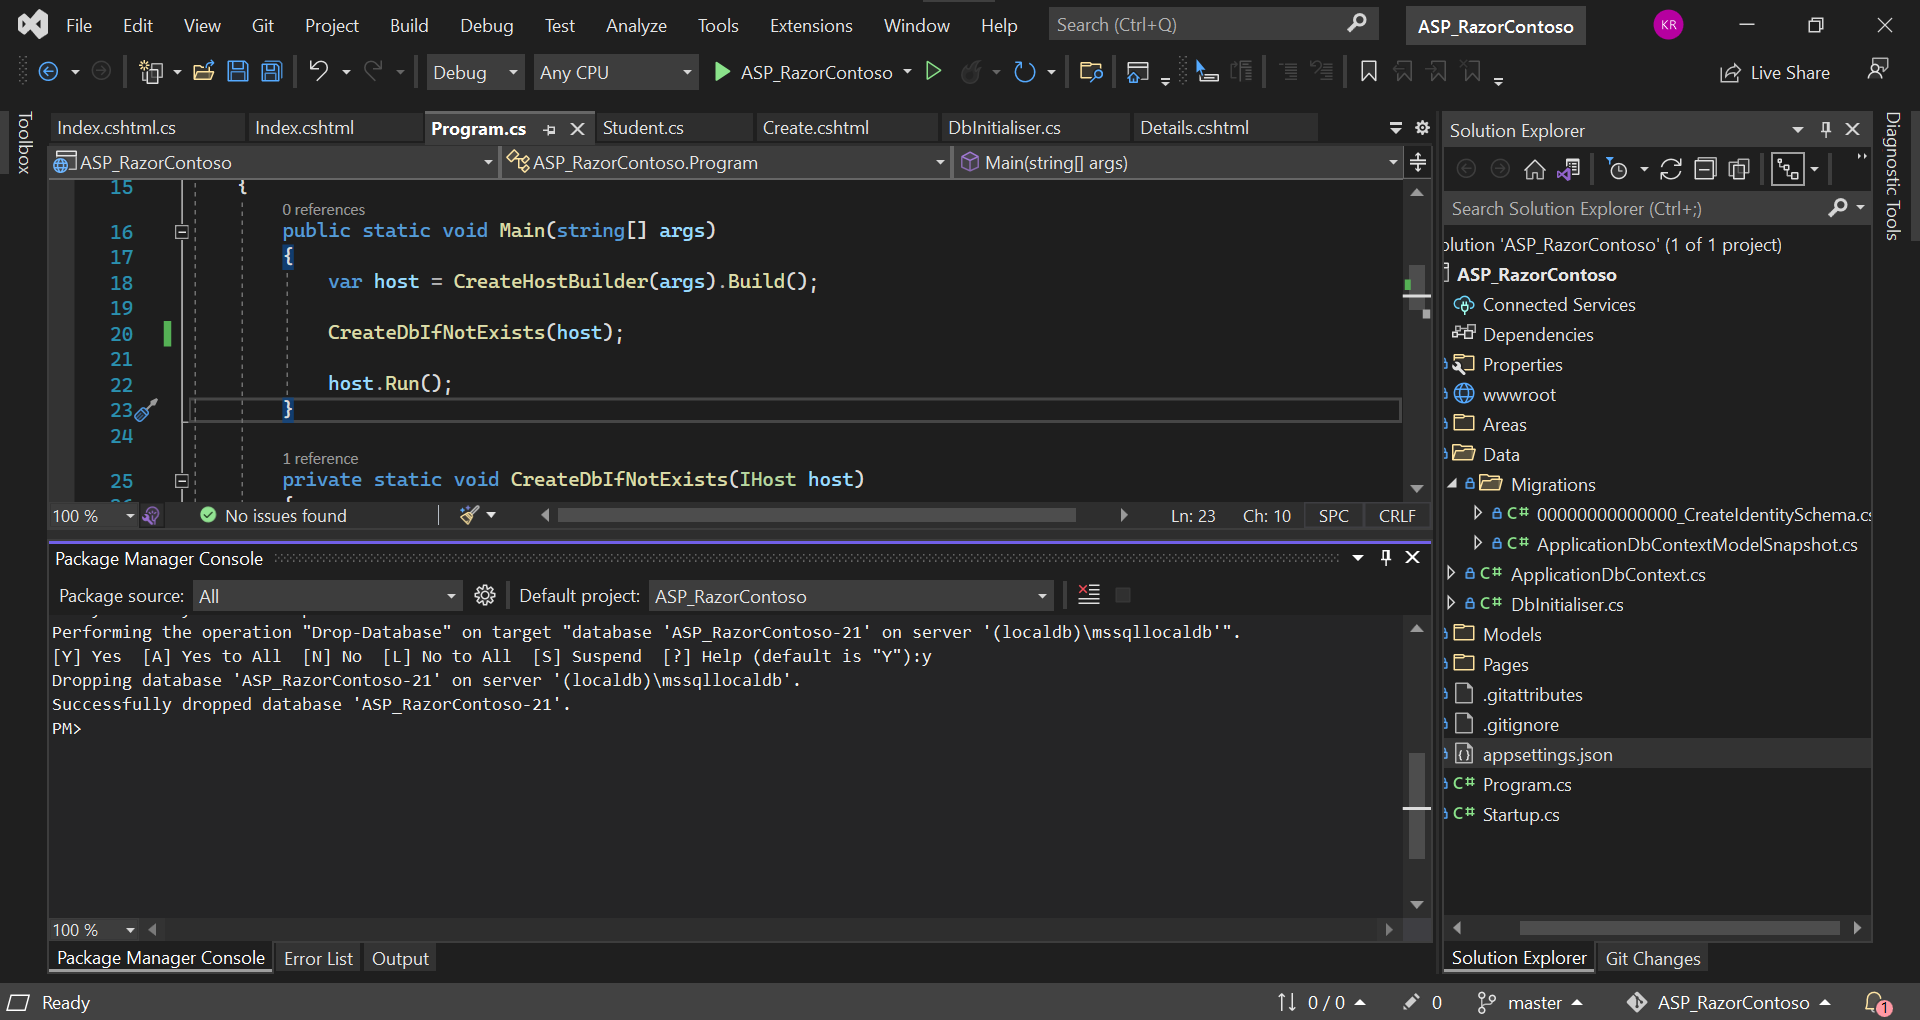 File Edit View Git Project Build Debug Test Analyze Tools Extensions Window Help Search (Ctrl+Q) ASP_RazorContoso KR
Debug Any CPU ASP_RazorContoso Live Share
Toolbox
Index.cshtml.cs Index.cshtml Program.cs Student.cs Create.cshtml DbInitialiser.cs Details.cshtml
ASP_RazorContoso ASP_RazorContoso.Program Main(string[] args)
15 {
0 references
16 public static void Main(string[] args)
17 {
18 var host = CreateHostBuilder(args).Build();
19
20 CreateDbIfNotExists(host);
21
22 host.Run();
23 }
24
1 reference
25 private static void CreateDbIfNotExists(IHost host)
100 % No issues found Ln: 23 Ch: 10 SPC CRLF
Package Manager Console
Package source: All Default project: ASP_RazorContoso
Performing the operation "Drop-Database" on target "database 'ASP_RazorContoso-21' on server '(localdb)\mssqllocaldb'".
[Y] Yes [A] Yes to All [N] No [L] No to All [S] Suspend [?] Help (default is "Y"):y
Dropping database 'ASP_RazorContoso-21' on server '(localdb)\mssqllocaldb'.
Successfully dropped database 'ASP_RazorContoso-21'.
PM>
100 %
Package Manager Console Error List Output
Solution Explorer
Search Solution Explorer (Ctrl+;)
olution 'ASP_RazorContoso' (1 of 1 project)
ASP_RazorContoso
Connected Services
Dependencies
Properties
wwwroot
Areas
Data
Migrations
C# 00000000000000_CreateIdentitySchema.cs
C# ApplicationDbContextModelSnapshot.cs
C# ApplicationDbContext.cs
C# DbInitialiser.cs
Models
Pages
.gitattributes
.gitignore
appsettings.json
C# Program.cs
C# Startup.cs
Solution Explorer Git Changes
Diagnostic Tools
Ready 0 / 0 0 master ASP_RazorContoso 1